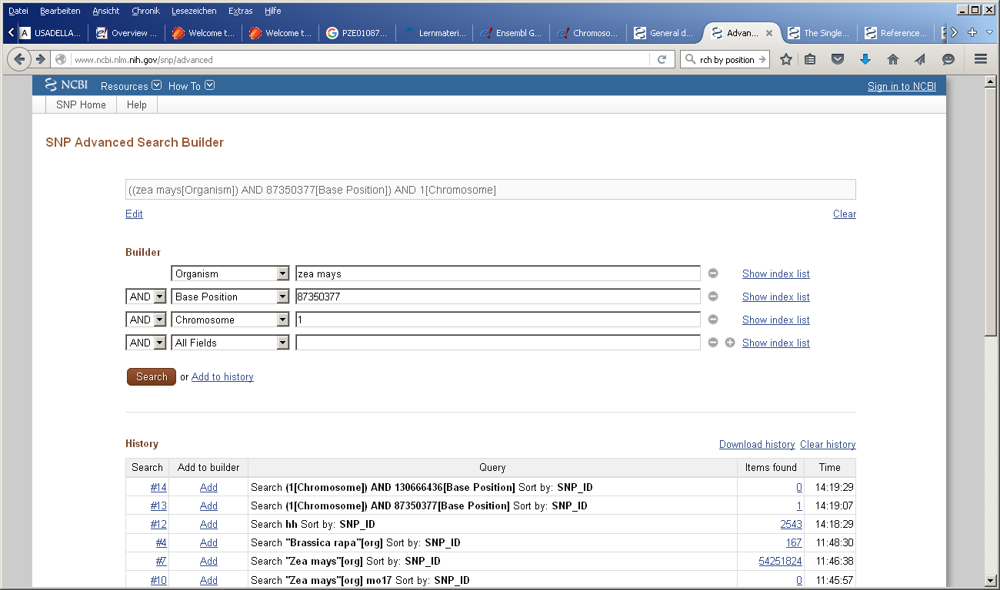 Datei Bearbeiten Ansicht Chronik Lesezeichen Extras Hilfe
A USADELLA... Overview ... Welcome t... Welcome t... G PZE01087... Lernmateri... e! Ensembl G... e! Chromoso... General d... Advan... The Single... Reference...
www.ncbi.nlm.nih.gov/snp/advanced rch by position
NCBI Resources How To Sign in to NCBI
SNP Home Help
SNP Advanced Search Builder
((zea mays[Organism]) AND 87350377[Base Position]) AND 1[Chromosome]
Edit Clear
Builder
Organism zea mays Show index list
AND Base Position 87350377 Show index list
AND Chromosome 1 Show index list
AND All Fields Show index list
Search or Add to history
History Download history Clear history
Search Add to builder Query Items found Time
#14 Add Search (1[Chromosome]) AND 130666436[Base Position] Sort by: SNP_ID 0 14:19:29
#13 Add Search (1[Chromosome]) AND 87350377[Base Position] Sort by: SNP_ID 1 14:19:07
#12 Add Search hh Sort by: SNP_ID 2543 14:18:29
#4 Add Search "Brassica rapa"[org] Sort by: SNP_ID 167 11:48:30
#7 Add Search "Zea mays"[org] Sort by: SNP_ID 54251824 11:46:38
#10 Add Search "Zea mays"[org] mo17 Sort by: SNP_ID 0 11:45:57